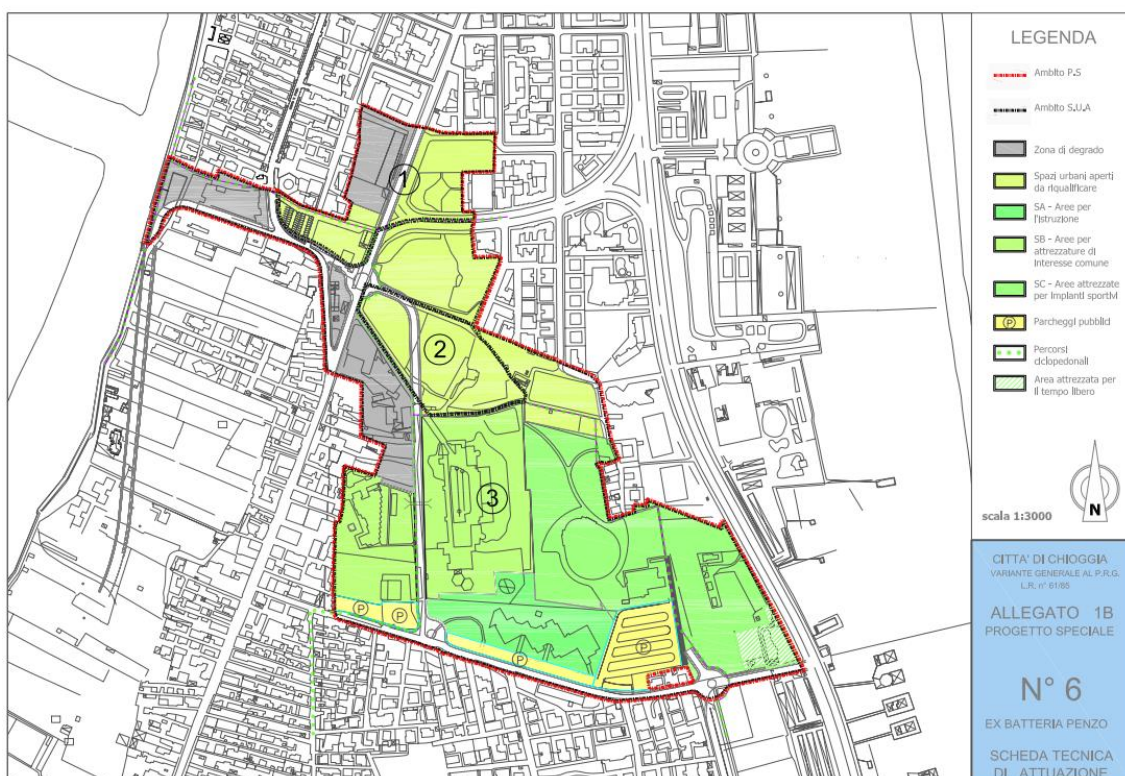 LEGENDA
Ambito P.S
Ambito S.U.A
Zona di degrado
Spazi urbani aperti
da riqualificare
SA - Aree per
l'istruzione
SB - Aree per
attrezzature di
interesse comune
SC - Aree attrezzate
per impianti sportivi
P
Parcheggi pubblici
Percorsi
ciclopedonali
Area attrezzata per
il tempo libero
scala 1:3000
N
CITTA' DI CHIOGGIA
VARIANTE GENERALE AL P.R.G.
L.R. n° 61/85
ALLEGATO 1B
PROGETTO SPECIALE
N° 6
EX BATTERIA PENZO
SCHEDA TECNICA
DI ATTUAZIONE
1
2
3
P
P
P
P